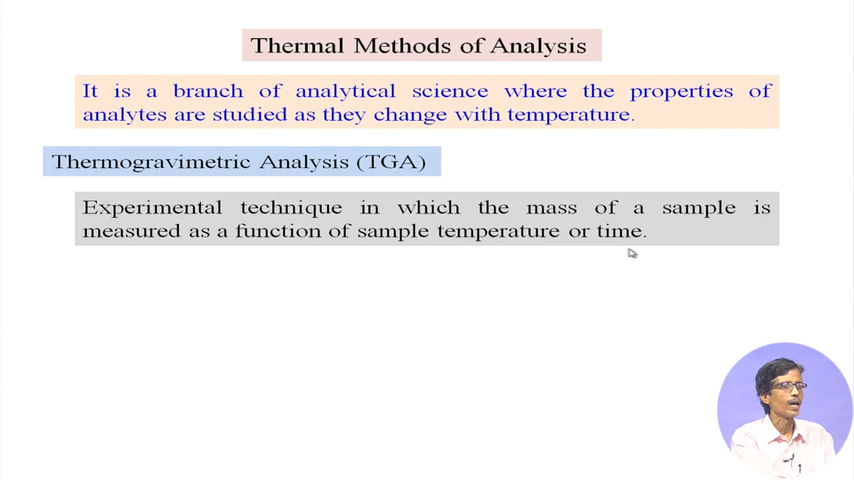 Thermal Methods of Analysis
It is a branch of analytical science where the properties of
analytes are studied as they change with temperature.
Thermogravimetric Analysis (TGA)
Experimental technique in which the mass of a sample is
measured as a function of sample temperature or time.